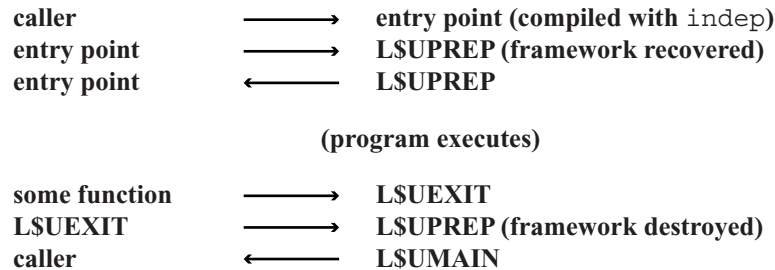 caller ⟶ entry point (compiled with indep)
entry point ⟶ L$UPREP (framework recovered)
entry point ⟵ L$UPREP
(program executes)
some function ⟶ L$UEXIT
L$UEXIT ⟶ L$UPREP (framework destroyed)
caller ⟵ L$UMAIN